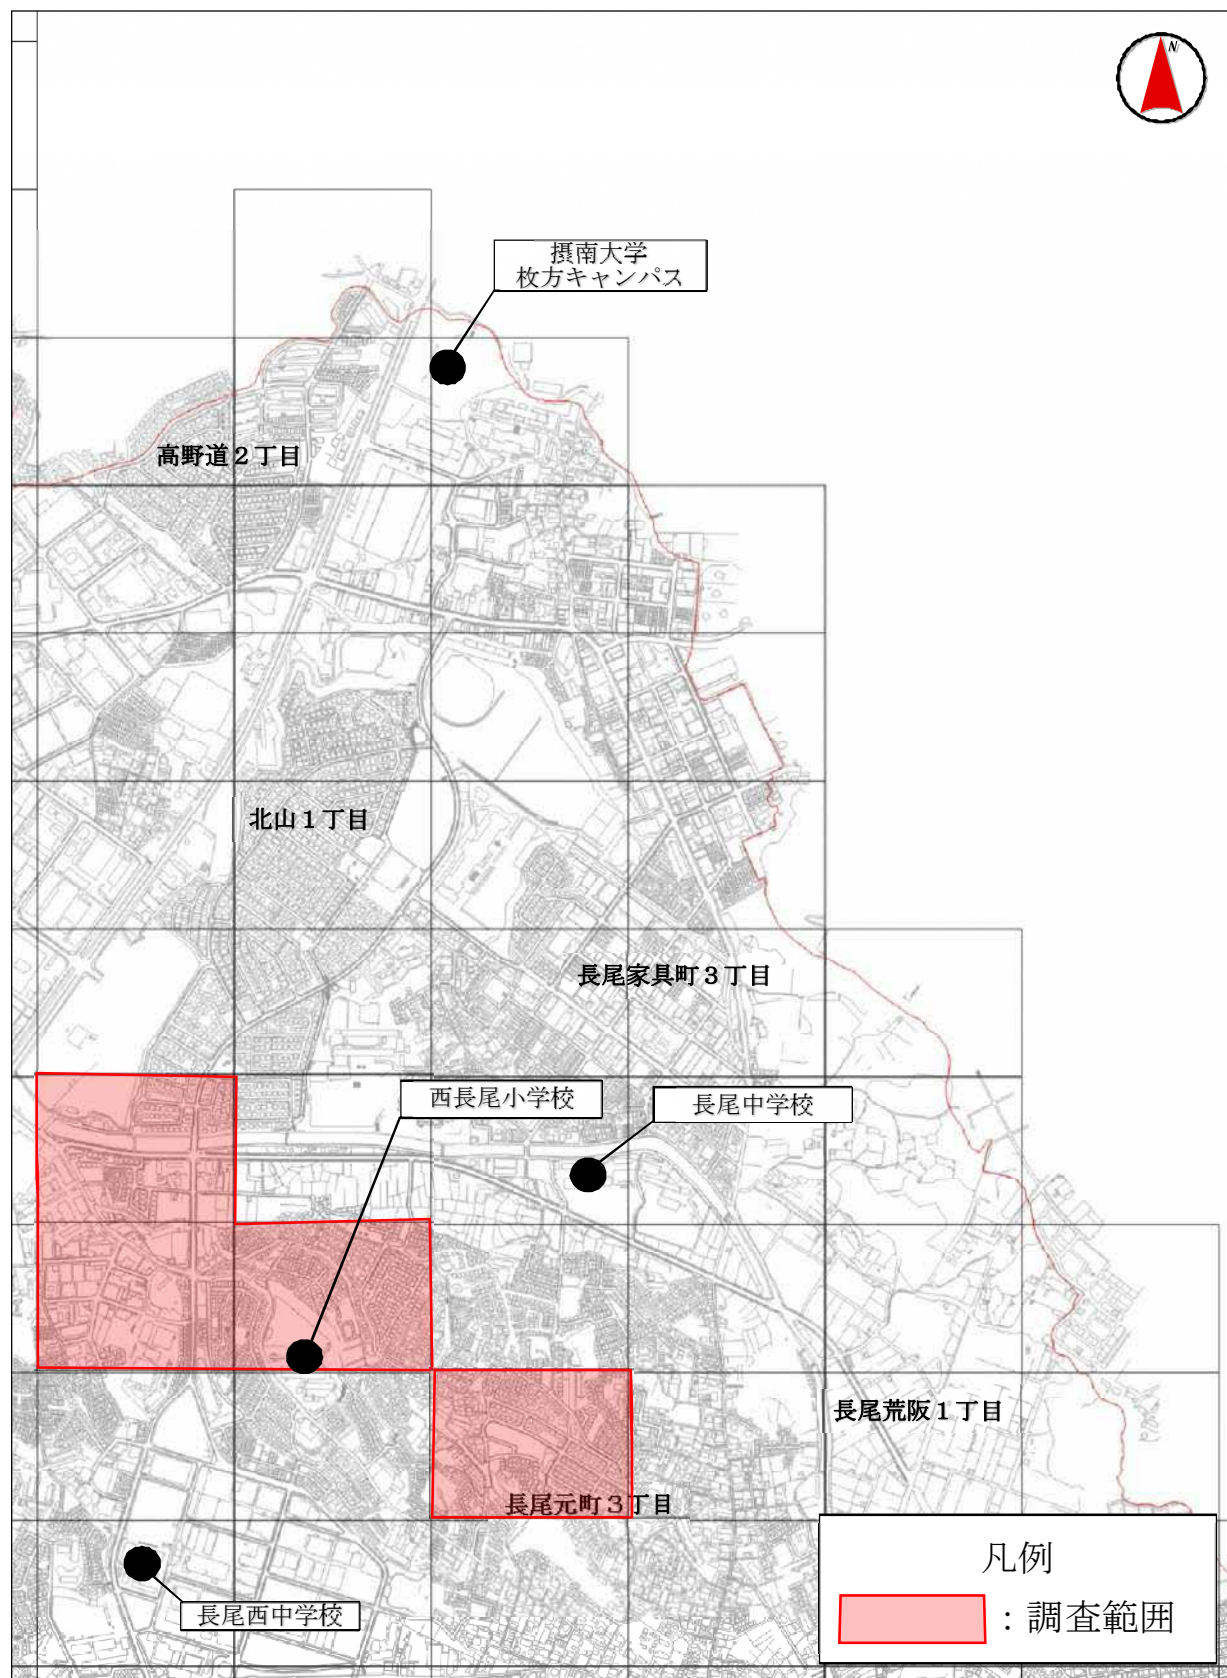 N
摂南大学
枚方キャンパス
高野道２丁目
北山１丁目
長尾家具町３丁目
西長尾小学校
長尾中学校
長尾荒阪１丁目
長尾元町３丁目
長尾西中学校
凡例
：調査範囲